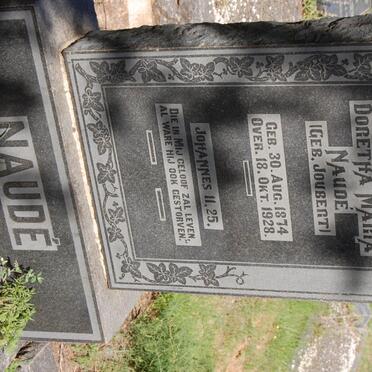 DORETHA MARIA
NAUDÉ
(GEB. JOUBERT)
GEB. 30. AUG. 1874
OVER. 18. OKT. 1928.
JOHANNES 11.25.
DIE IN MIJ GELOOF ZAL LEVEN,
AL WARE HIJ OOK GESTORVEN.
NAUDÉ